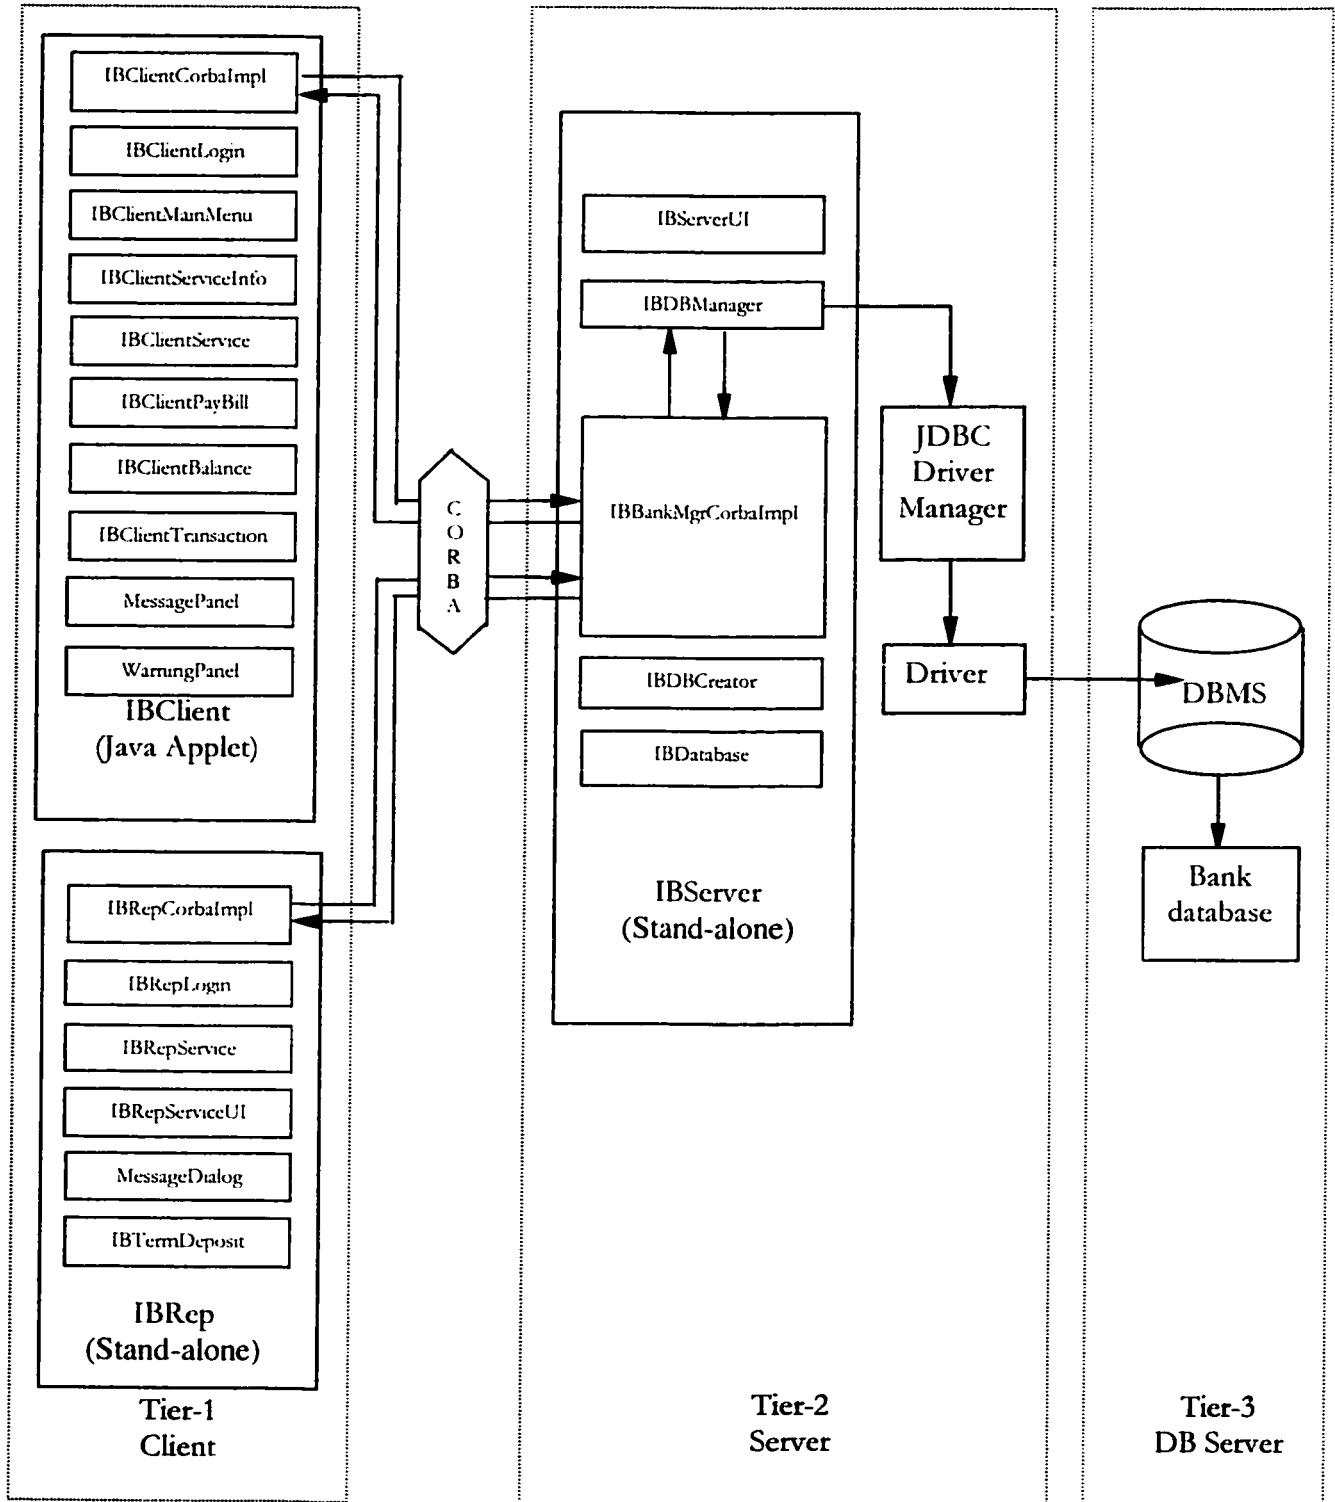 IBClientCorbaImpl
IBClientLogin
IBClientMainMenu
IBClientServiceInfo
IBClientService
IBClientPayBill
IBClientBalance
IBClientTransaction
MessagePanel
WarningPanel
IBClient
(Java Applet)
IBRepCorbaImpl
IBRepLogin
IBRepService
IBRepServiceUI
MessageDialog
IBTermDeposit
IBRep
(Stand-alone)
Tier-1
Client
C
O
R
B
A
IBServerUI
IBDBManager
IBBankMgrCorbaImpl
IBDBCreator
IBDatabase
IBServer
(Stand-alone)
JDBC
Driver
Manager
Driver
Tier-2
Server
DBMS
Bank
database
Tier-3
DB Server